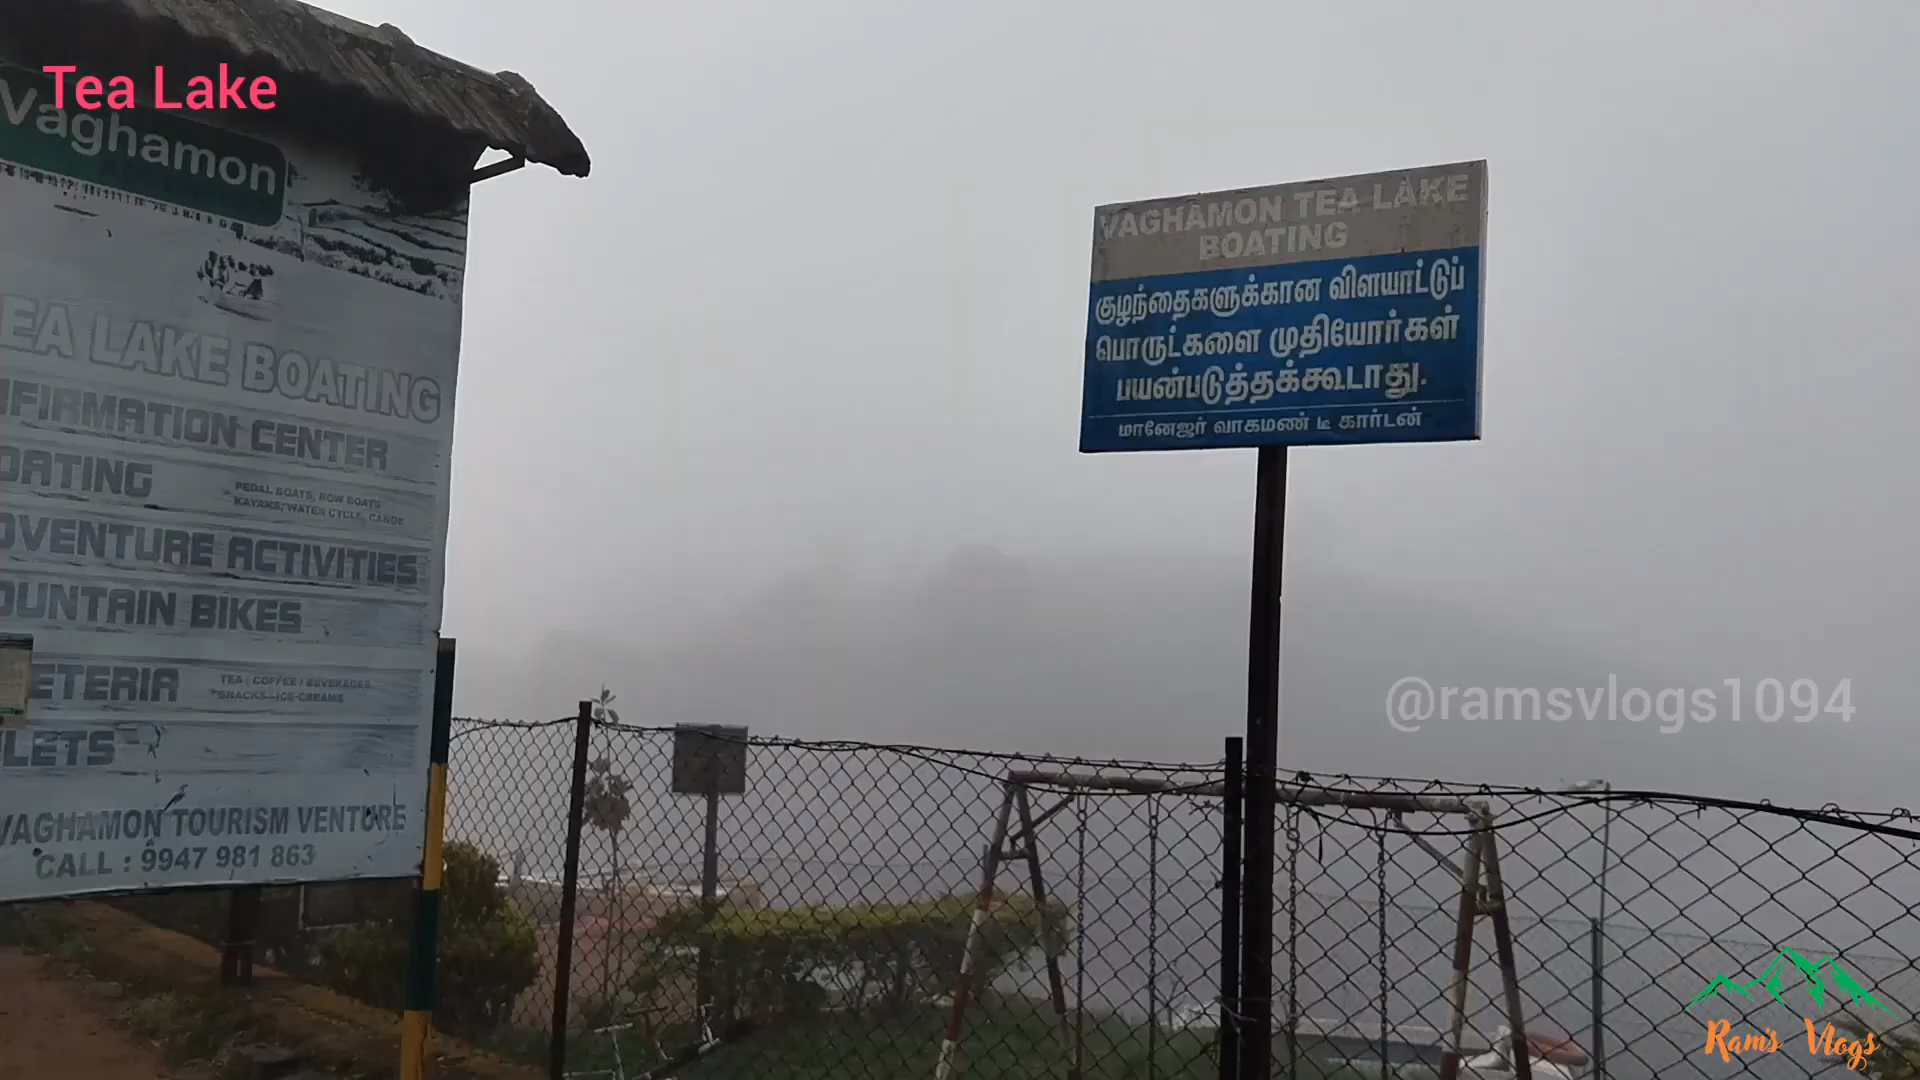 Tea Lake
Vaghamon
EA LAKE BOATING
FIRMATION CENTER
OATING
PEDAL BOATS, ROW BOATS
KAYAKS, WATER CYCLE, CANOE
DVENTURE ACTIVITIES
OUNTAIN BIKES
ETERIA
TEA / COFFEE / BEVERAGES
SNACKS-ICE-CREAMS
LETS
VAGHAMON TOURISM VENTURE
CALL : 9947 981 863
VAGHAMON TEA LAKE
BOATING
குழந்தைகளுக்கான விளயாட்டுப்
பொருட்களை முதியோர்கள்
பயன்படுத்தக்கூடாது.
மானேஜர் வாகமண் டீ கார்டன்
@ramsvlogs1094
Ram's Vlogs